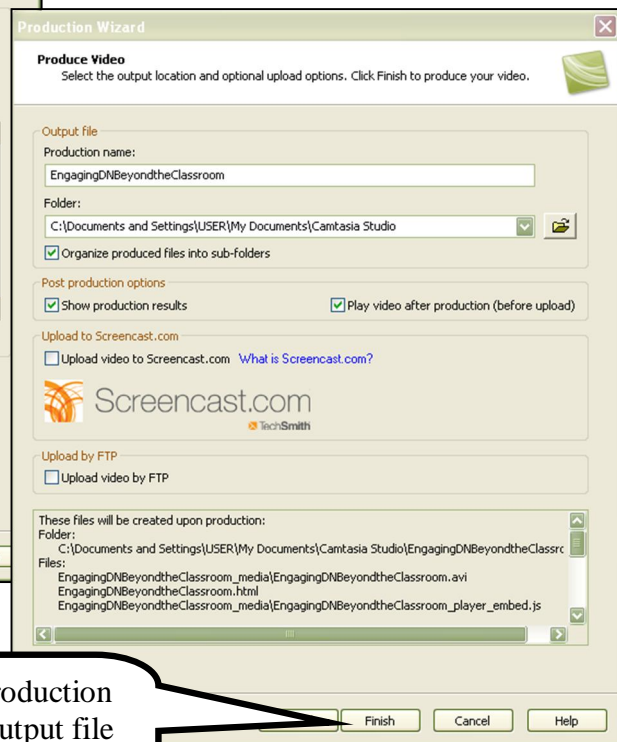 Production Wizard
Produce Video
Select the output location and optional upload options. Click Finish to produce your video.
Output file
Production name:
EngagingDNBeyondtheClassroom
Folder:
C:\Documents and Settings\USER\My Documents\Camtasia Studio
Organize produced files into sub-folders
Post production options
Show production results Play video after production (before upload)
Upload to Screencast.com
Upload video to Screencast.com What is Screencast.com?
Screencast.com
TechSmith
Upload by FTP
Upload video by FTP
These files will be created upon production:
Folder:
C:\Documents and Settings\USER\My Documents\Camtasia Studio\EngagingDNBeyondtheClassrc
Files:
EngagingDNBeyondtheClassroom_media\EngagingDNBeyondtheClassroom.avi
EngagingDNBeyondtheClassroom.html
EngagingDNBeyondtheClassroom_media\EngagingDNBeyondtheClassroom_player_embed.js
Finish Cancel Help
roduction
utput file